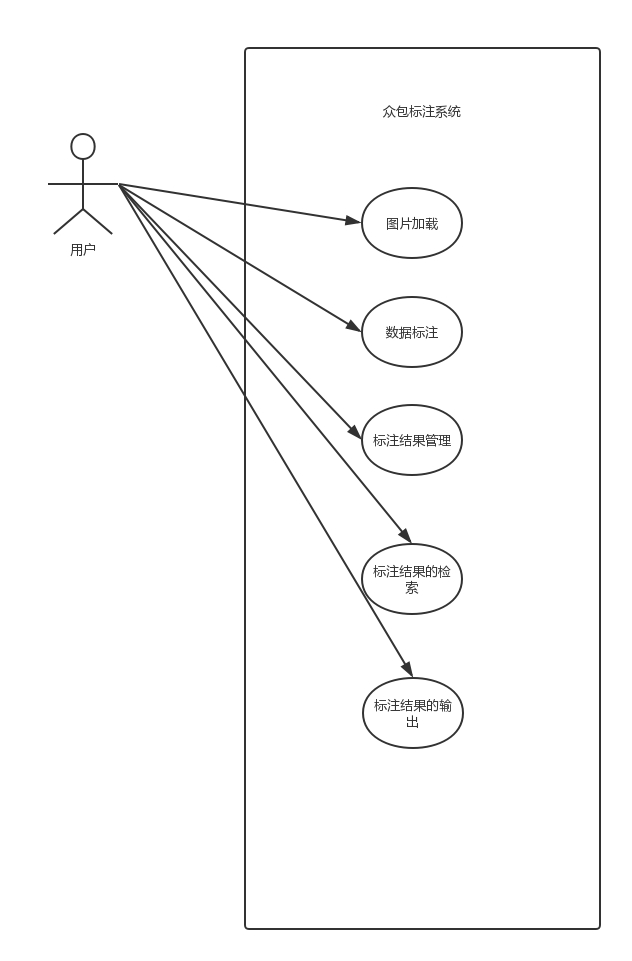 众包标注系统
用户
图片加载
数据标注
标注结果管理
标注结果的检
索
标注结果的输
出